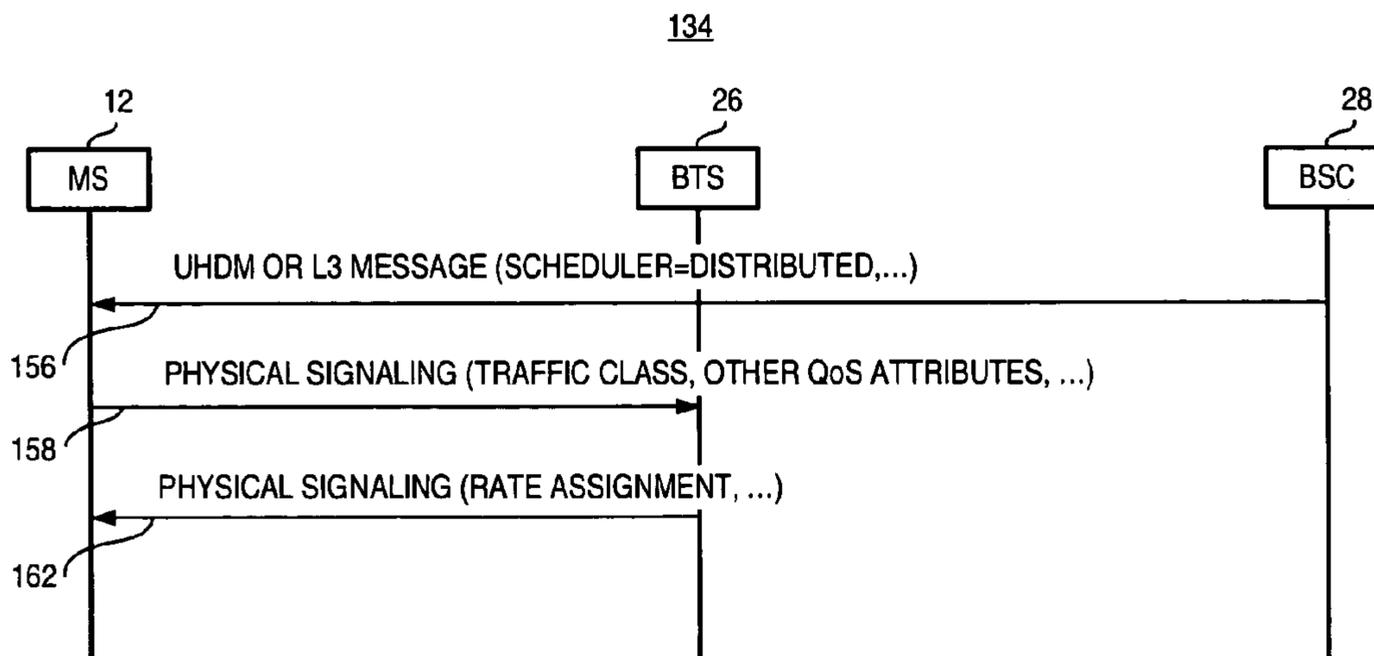 134
12
26
28
MS
BTS
BSC
UHDM OR L3 MESSAGE (SCHEDULER=DISTRIBUTED,...)
156
PHYSICAL SIGNALING (TRAFFIC CLASS, OTHER QoS ATTRIBUTES, ...)
158
PHYSICAL SIGNALING (RATE ASSIGNMENT, ...)
162